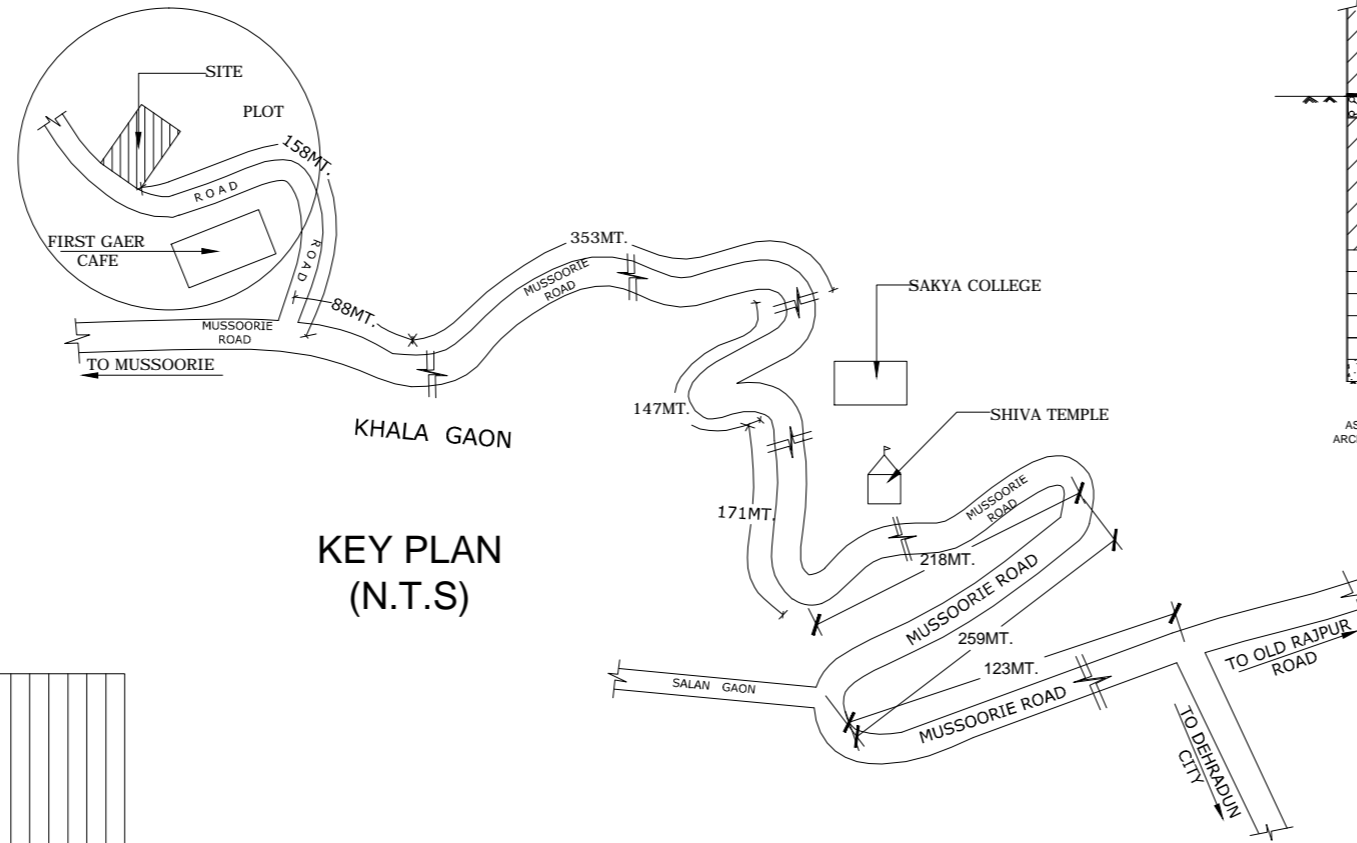 SITE
PLOT
158MT.
ROAD
ROAD
FIRST GAER
CAFE
353MT.
MUSSOORIE
ROAD
88MT.
MUSSOORIE
ROAD
TO MUSSOORIE
SAKYA COLLEGE
147MT.
SHIVA TEMPLE
KHALA GAON
AS
ARC
171MT.
MUSSOORIE
ROAD
KEY PLAN
(N.T.S)
218MT.
MUSSOORIE ROAD
259MT.
123MT.
SALAN GAON
MUSSOORIE ROAD
TO OLD RAJPUR
ROAD
TO DEHRADUN
CITY